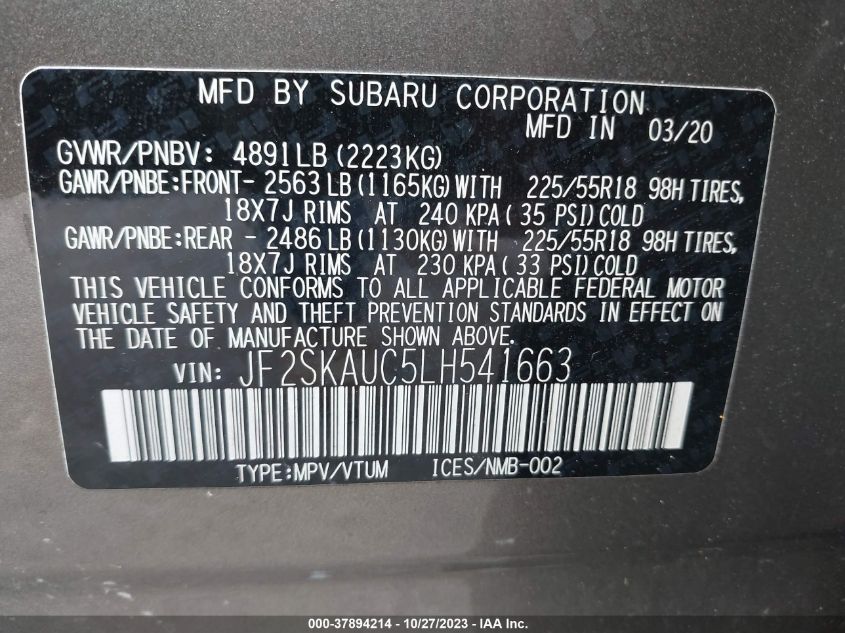 MFD BY SUBARU CORPORATION
MFD IN 03/20
GVWR/PNBV: 4891LB (2223KG)
GAWR/PNBE:FRONT- 2563LB (1165KG)WITH 225/55R18 98H TIRES,
18X7J RIMS AT 240 KPA( 35 PSI)COLD
GAWR/PNBE:REAR - 2486LB (1130KG)WITH 225/55R18 98H TIRES,
18X7J RIMS AT 230 KPA( 33 PSI)COLD
THIS VEHICLE CONFORMS TO ALL APPLICABLE FEDERAL MOTOR
VEHICLE SAFETY AND THEFT PREVENTION STANDARDS IN EFFECT ON
THE DATE OF MANUFACTURE SHOWN ABOVE.
VIN: JF2SKAUC5LH541663
TYPE:MPV/VTUM ICES/NMB-002
000-37894214 - 10/27/2023 - IAA Inc.